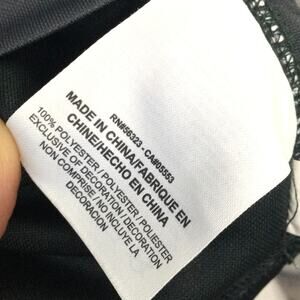 RN#56323 - CA#05553
MADE IN CHINA/FABRIQUE EN
CHINE/HECHO EN CHINA
100% POLYESTER/POLYESTER/POLIESTER
EXCLUSIVE OF DECORATION/DECORATION
NON COMPRISE/NO INCLUYE LA
DECORACION